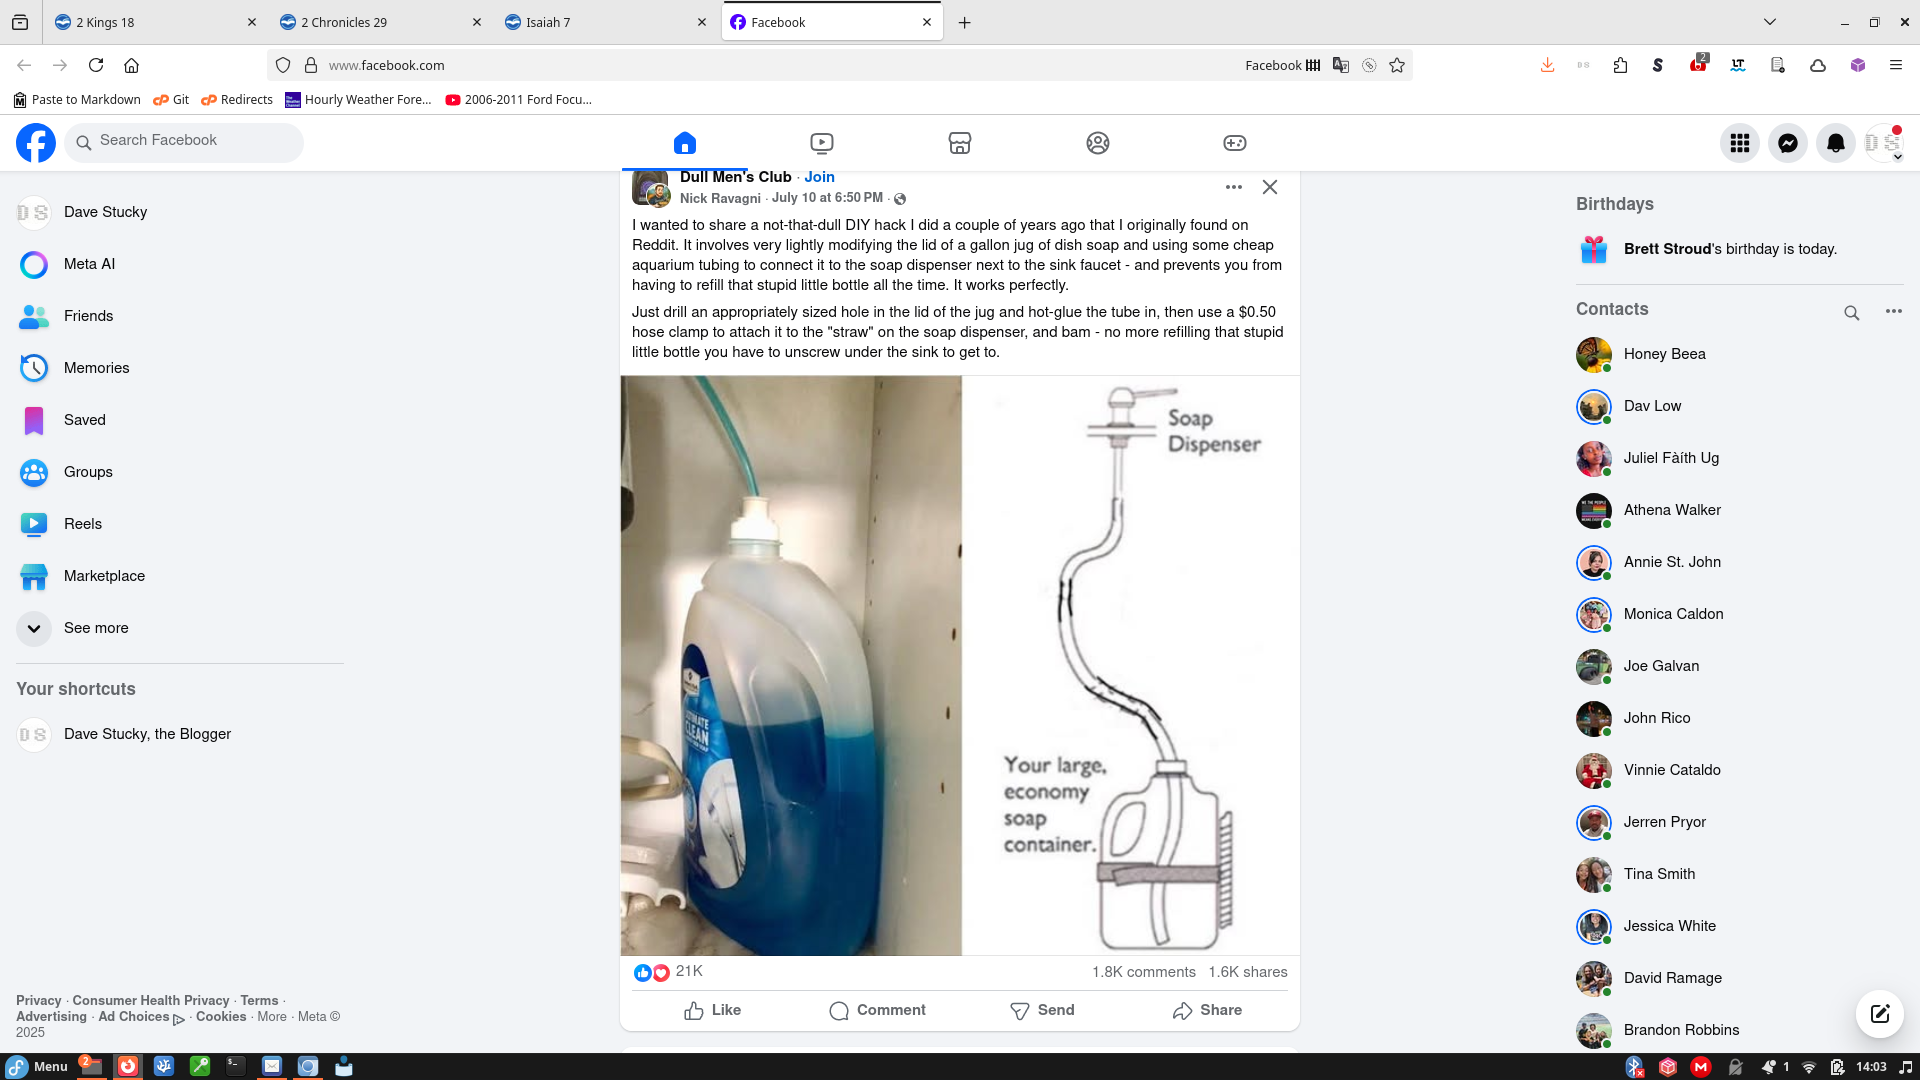 2 Kings 18
2 Chronicles 29
Isaiah 7
Facebook
www.facebook.com
Facebook
2
Paste to Markdown
Git
Redirects
Hourly Weather Fore...
2006-2011 Ford Focu...
Search Facebook
Dave Stucky
Meta AI
Friends
Memories
Saved
Groups
Reels
Marketplace
See more
Your shortcuts
Dave Stucky, the Blogger
Privacy · Consumer Health Privacy · Terms ·
Advertising · Ad Choices · Cookies · More · Meta ©
2025
Dull Men's Club · Join
Nick Ravagni · July 10 at 6:50 PM ·
I wanted to share a not-that-dull DIY hack I did a couple of years ago that I originally found on
Reddit. It involves very lightly modifying the lid of a gallon jug of dish soap and using some cheap
aquarium tubing to connect it to the soap dispenser next to the sink faucet - and prevents you from
having to refill that stupid little bottle all the time. It works perfectly.
Just drill an appropriately sized hole in the lid of the jug and hot-glue the tube in, then use a $0.50
hose clamp to attach it to the "straw" on the soap dispenser, and bam - no more refilling that stupid
little bottle you have to unscrew under the sink to get to.
ULTIMATE
CLEAN
Soap
Dispenser
Your large,
economy
soap
container.
21K
1.8K comments 1.6K shares
Like
Comment
Send
Share
Birthdays
Brett Stroud's birthday is today.
Contacts
Honey Beea
Dav Low
Juliel Fàíth Ug
Athena Walker
Annie St. John
Monica Caldon
Joe Galvan
John Rico
Vinnie Cataldo
Jerren Pryor
Tina Smith
Jessica White
David Ramage
Brandon Robbins
Menu
2
1
14:03